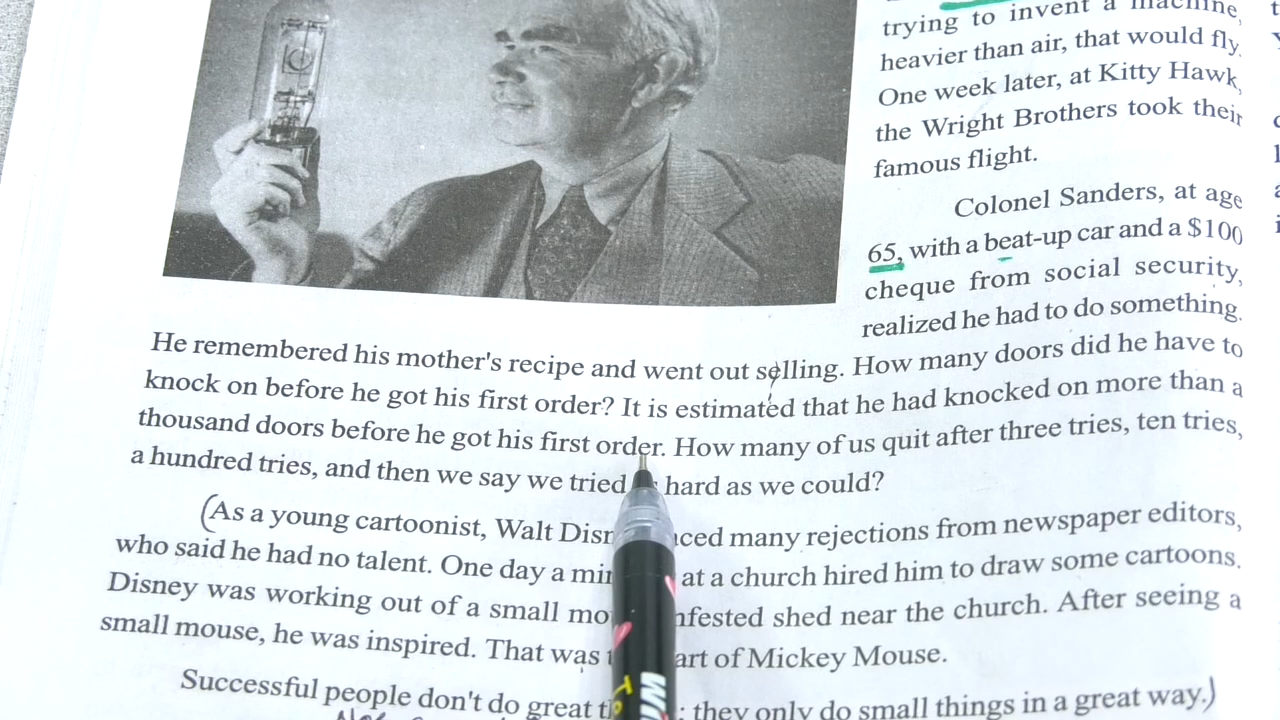 trying to invent a machine,
heavier than air, that would fly.
One week later, at Kitty Hawk,
the Wright Brothers took their
famous flight.
Colonel Sanders, at age
65, with a beat-up car and a $100
cheque from social security,
realized he had to do something.
He remembered his mother's recipe and went out selling. How many doors did he have to
knock on before he got his first order? It is estimated that he had knocked on more than a
thousand doors before he got his first order. How many of us quit after three tries, ten tries,
a hundred tries, and then we say we tried hard as we could?
(As a young cartoonist, Walt many rejections from newspaper editors,
who said he had no talent. One day a at a church hired him to draw some cartoons.
Disney was working out of a small shed near the church. After seeing a
small mouse, he was inspired. That was of Mickey Mouse.
Successful people don't do great they only do small things in a great way.)